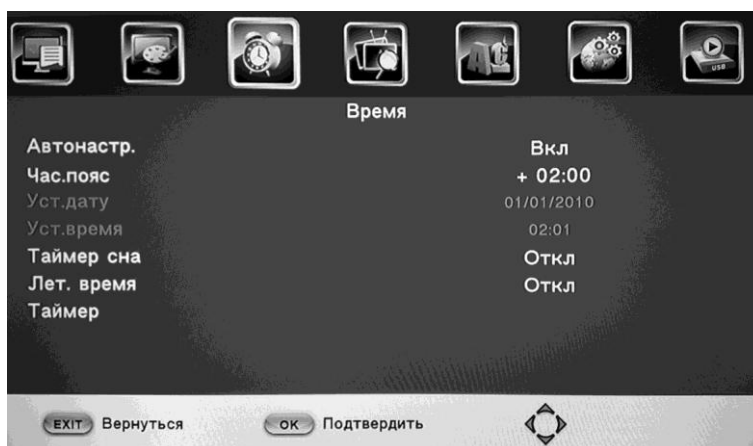 USB
Время
Автонастр. Вкл
Час.пояс + 02:00
Уст.дату 01/01/2010
Уст.время 02:01
Таймер сна Откл
Лет. время Откл
Таймер
EXIT Вернуться OK Подтвердить